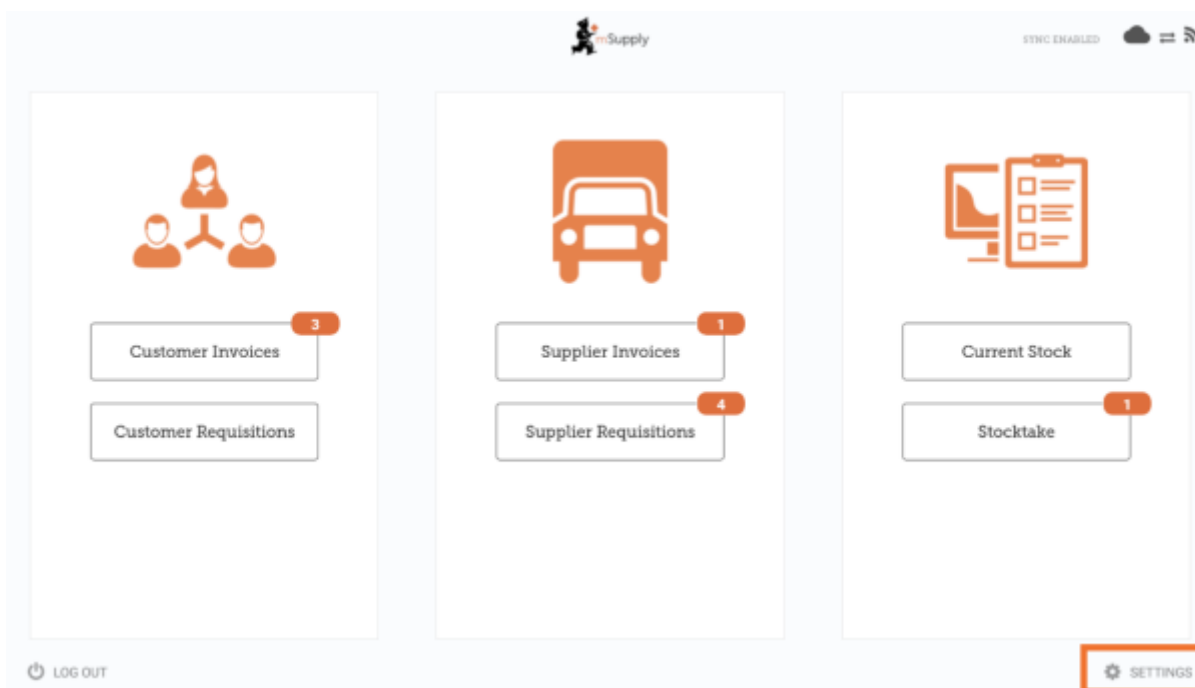 mSupply
SYNC ENABLED
3
Customer Invoices
Customer Requisitions
1
Supplier Invoices
4
Supplier Requisitions
Current Stock
1
Stocktake
LOG OUT
SETTINGS